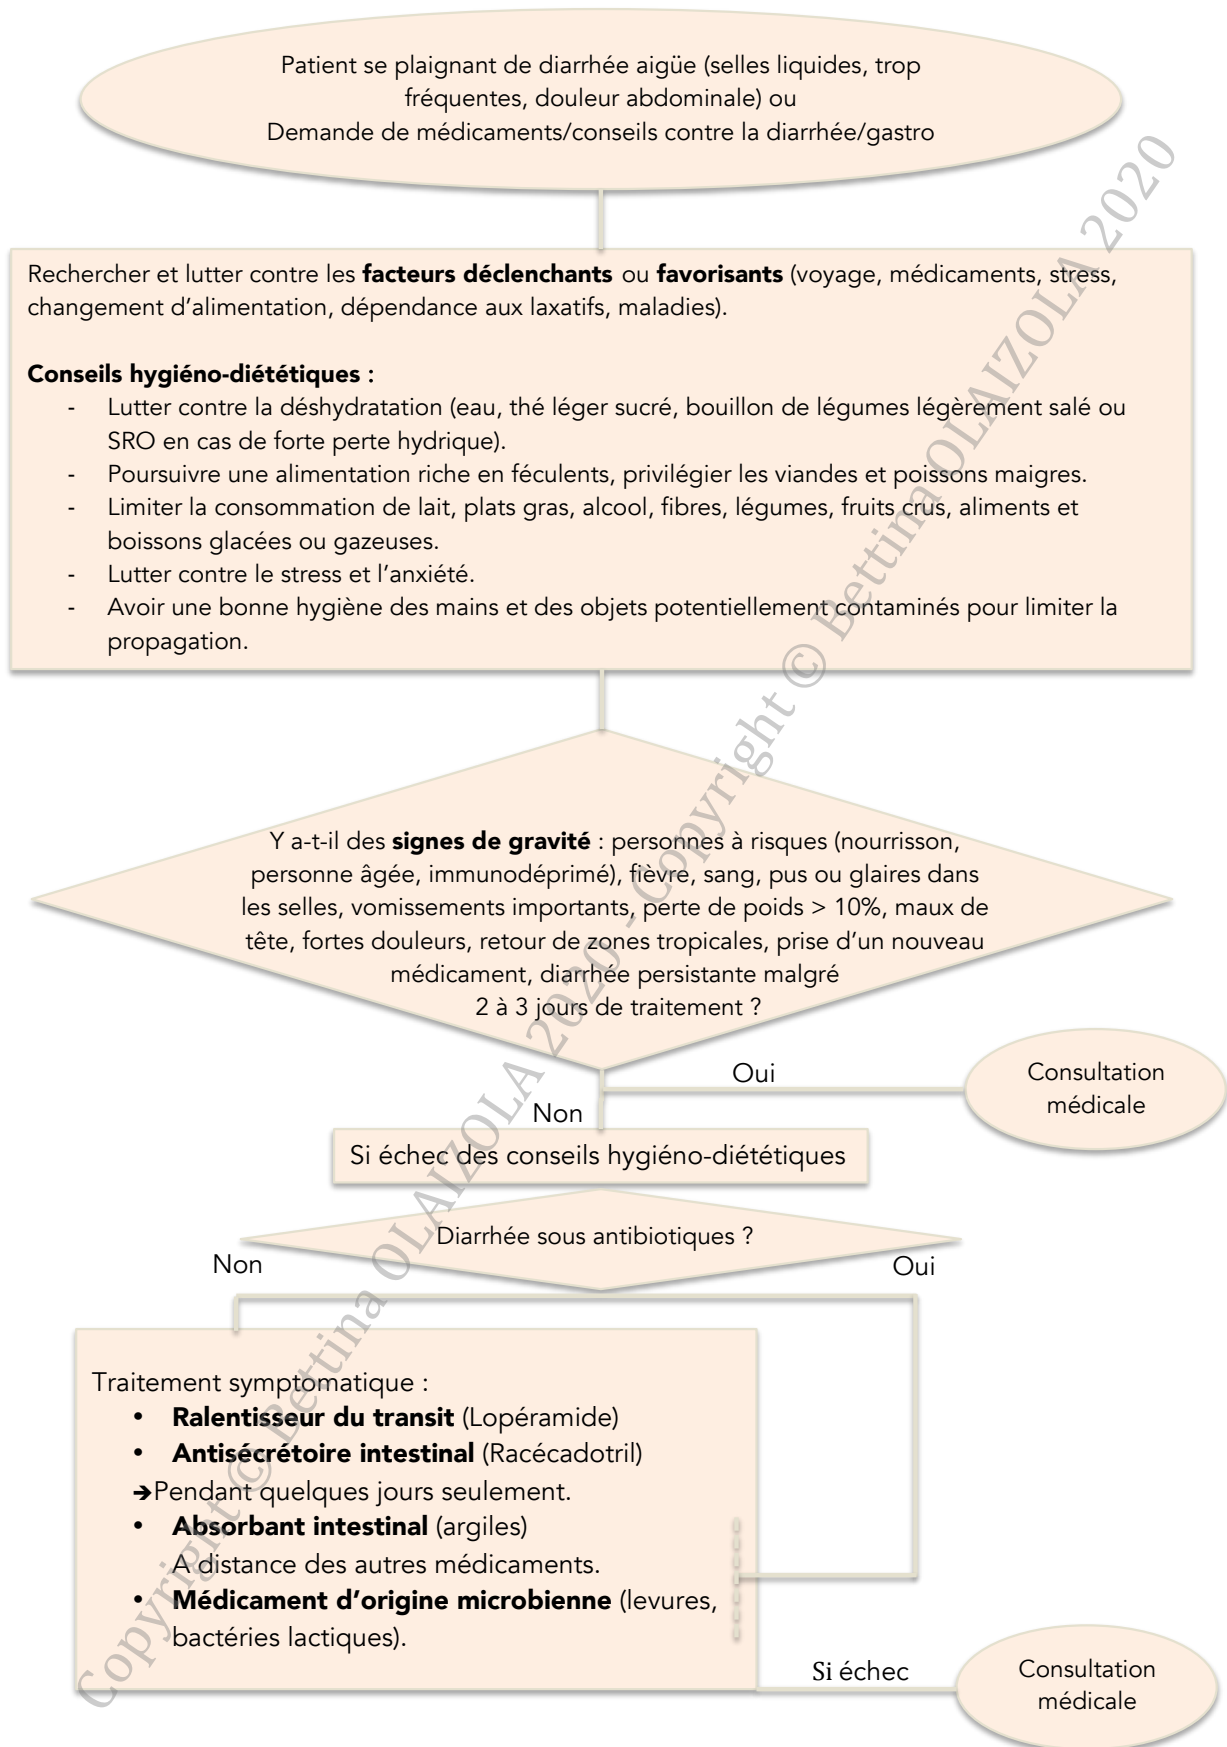 Patient se plaignant de diarrhée aigüe (selles liquides, trop
fréquentes, douleur abdominale) ou
Demande de médicaments/conseils contre la diarrhée/gastro
Rechercher et lutter contre les facteurs déclenchants ou favorisants (voyage, médicaments, stress,
changement d'alimentation, dépendance aux laxatifs, maladies).
Conseils hygiéno-diététiques :
- Lutter contre la déshydratation (eau, thé léger sucré, bouillon de légumes légèrement salé ou
SRO en cas de forte perte hydrique).
- Poursuivre une alimentation riche en féculents, privilégier les viandes et poissons maigres.
- Limiter la consommation de lait, plats gras, alcool, fibres, légumes, fruits crus, aliments et
boissons glacées ou gazeuses.
- Lutter contre le stress et l'anxiété.
- Avoir une bonne hygiène des mains et des objets potentiellement contaminés pour limiter la
propagation.
Y a-t-il des signes de gravité : personnes à risques (nourrisson,
personne âgée, immunodéprimé), fièvre, sang, pus ou glaires dans
les selles, vomissements importants, perte de poids > 10%, maux de
tête, fortes douleurs, retour de zones tropicales, prise d'un nouveau
médicament, diarrhée persistante malgré
2 à 3 jours de traitement ?
Oui
Consultation
médicale
Non
Si échec des conseils hygiéno-diététiques
Diarrhée sous antibiotiques ?
Non
Oui
Traitement symptomatique :
• Ralentisseur du transit (Lopéramide)
• Antisécrétoire intestinal (Racécadotril)
➔Pendant quelques jours seulement.
• Absorbant intestinal (argiles)
A distance des autres médicaments.
• Médicament d'origine microbienne (levures,
bactéries lactiques).
Si échec
Consultation
médicale
Copyright © Bettina OLAIZOLA 2020 - Copyright © Bettina OLAIZOLA 2020